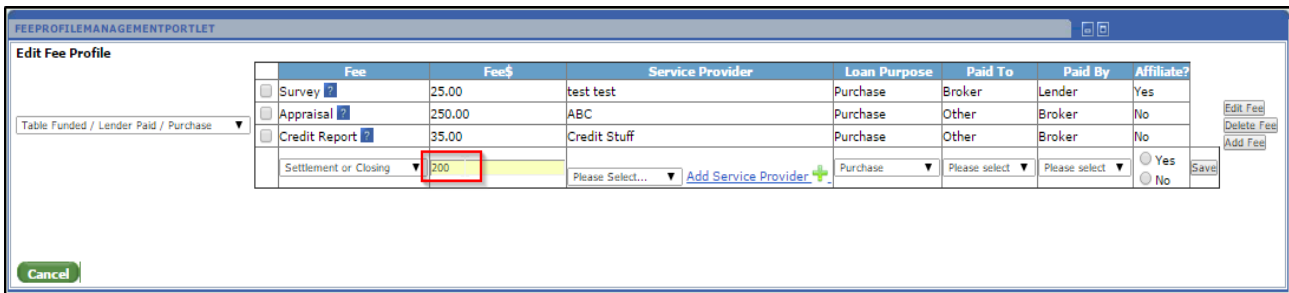 FEEPROFILEMANAGEMENTPORTLET
Edit Fee Profile
Fee Fee$ Service Provider Loan Purpose Paid To Paid By Affiliate?
Survey ? 25.00 test test Purchase Broker Lender Yes
Appraisal ? 250.00 ABC Purchase Other Broker No
Edit Fee
Table Funded / Lender Paid / Purchase
Delete Fee
Credit Report ? 35.00 Credit Stuff Purchase Other Broker No
Add Fee
Settlement or Closing 200 Please Select... Add Service Provider Purchase Please select Please select Yes Save
No
Cancel